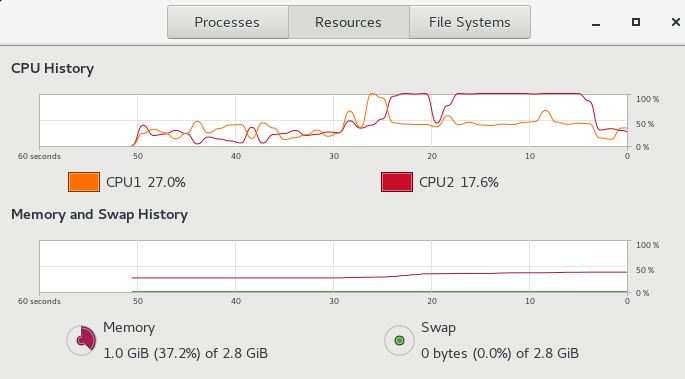 Processes Resources File Systems
CPU History
100 %
50 %
0 %
60 seconds 50 40 30 20 10 0
CPU1 27.0% CPU2 17.6%
Memory and Swap History
100 %
50 %
0 %
60 seconds 50 40 30 20 10 0
Memory Swap
1.0 GiB (37.2%) of 2.8 GiB 0 bytes (0.0%) of 2.8 GiB